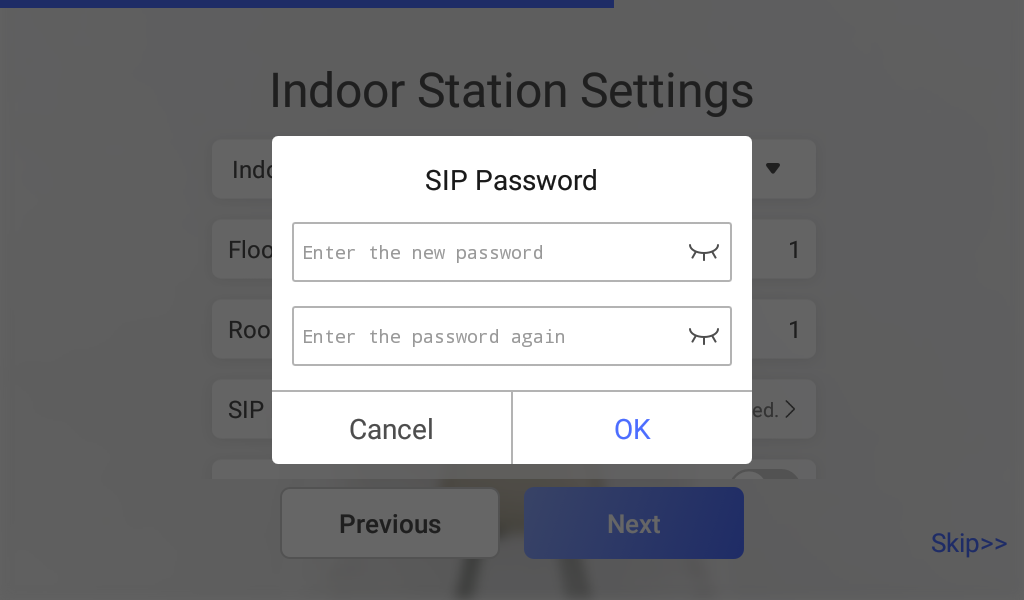 Indoor Station Settings
Indo
SIP Password
Floo
1
Enter the new password
Roo
1
Enter the password again
SIP
ed.
Cancel
OK
Previous
Next
Skip>>